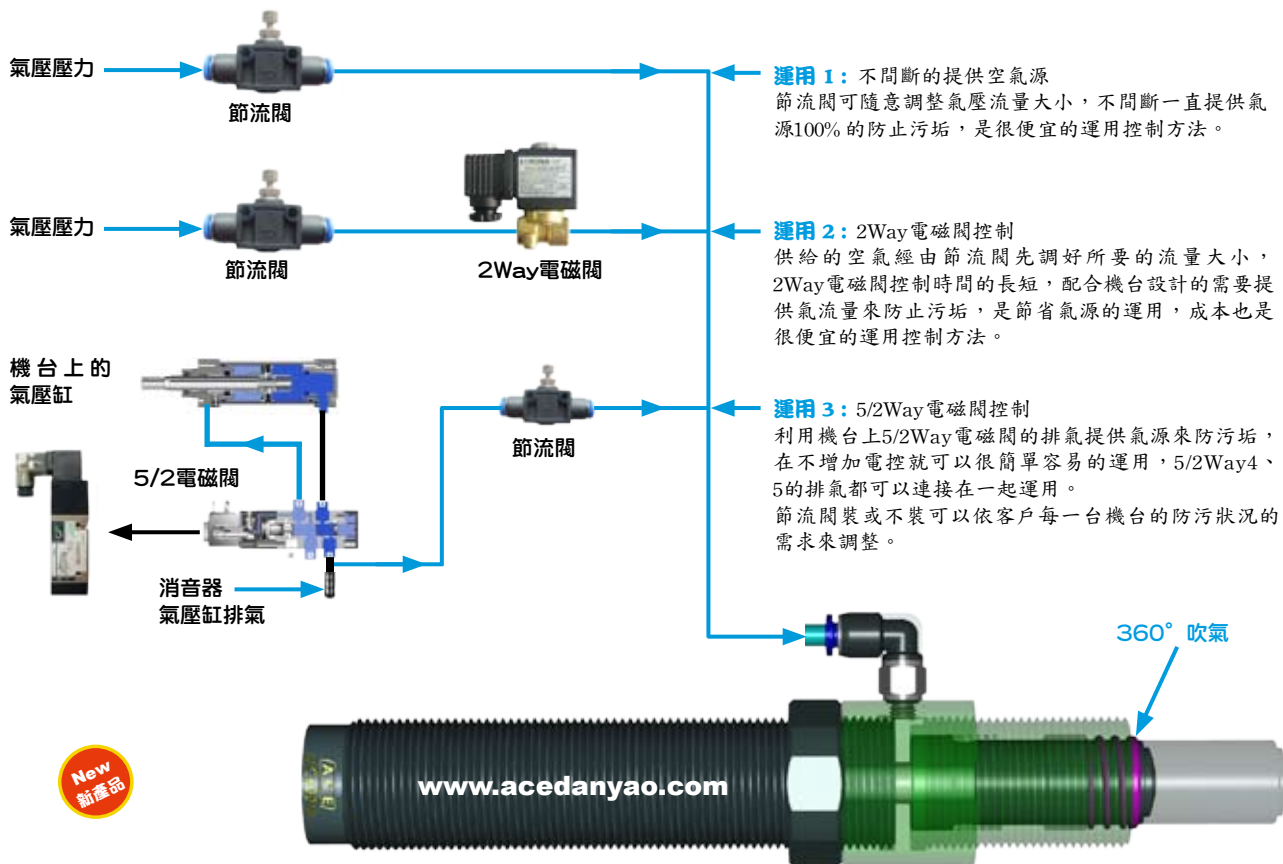 氣壓壓力
節流閥
運用 1：不間斷的提供空氣源
節流閥可隨意調整氣壓流量大小，不間斷一直提供氣
源100% 的防止污垢，是很便宜的運用控制方法。
氣壓壓力
節流閥
2Way電磁閥
運用 2：2Way電磁閥控制
供給的空氣經由節流閥先調好所要的流量大小，
2Way電磁閥控制時間的長短，配合機台設計的需要提
供氣流量來防止污垢，是節省氣源的運用，成本也是
很便宜的運用控制方法。
機台上的
氣壓缸
5/2電磁閥
節流閥
消音器
氣壓缸排氣
運用 3：5/2Way電磁閥控制
利用機台上5/2Way電磁閥的排氣提供氣源來防污垢，
在不增加電控就可以很簡單容易的運用，5/2Way4、
5的排氣都可以連接在一起運用。
節流閥裝或不裝可以依客戶每一台機台的防污狀況的
需求來調整。
360° 吹氣
New
新產品
www.acedanyao.com